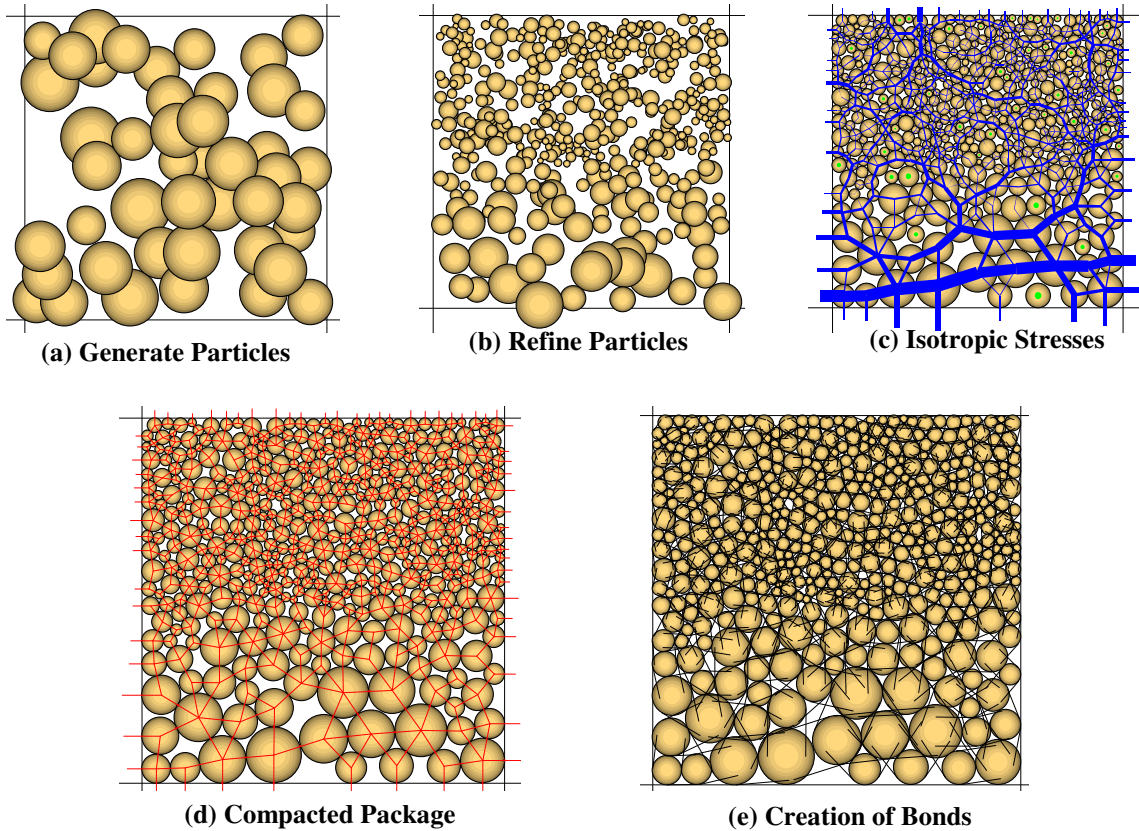 (a) Generate Particles
(b) Refine Particles
(c) Isotropic Stresses
(d) Compacted Package
(e) Creation of Bonds